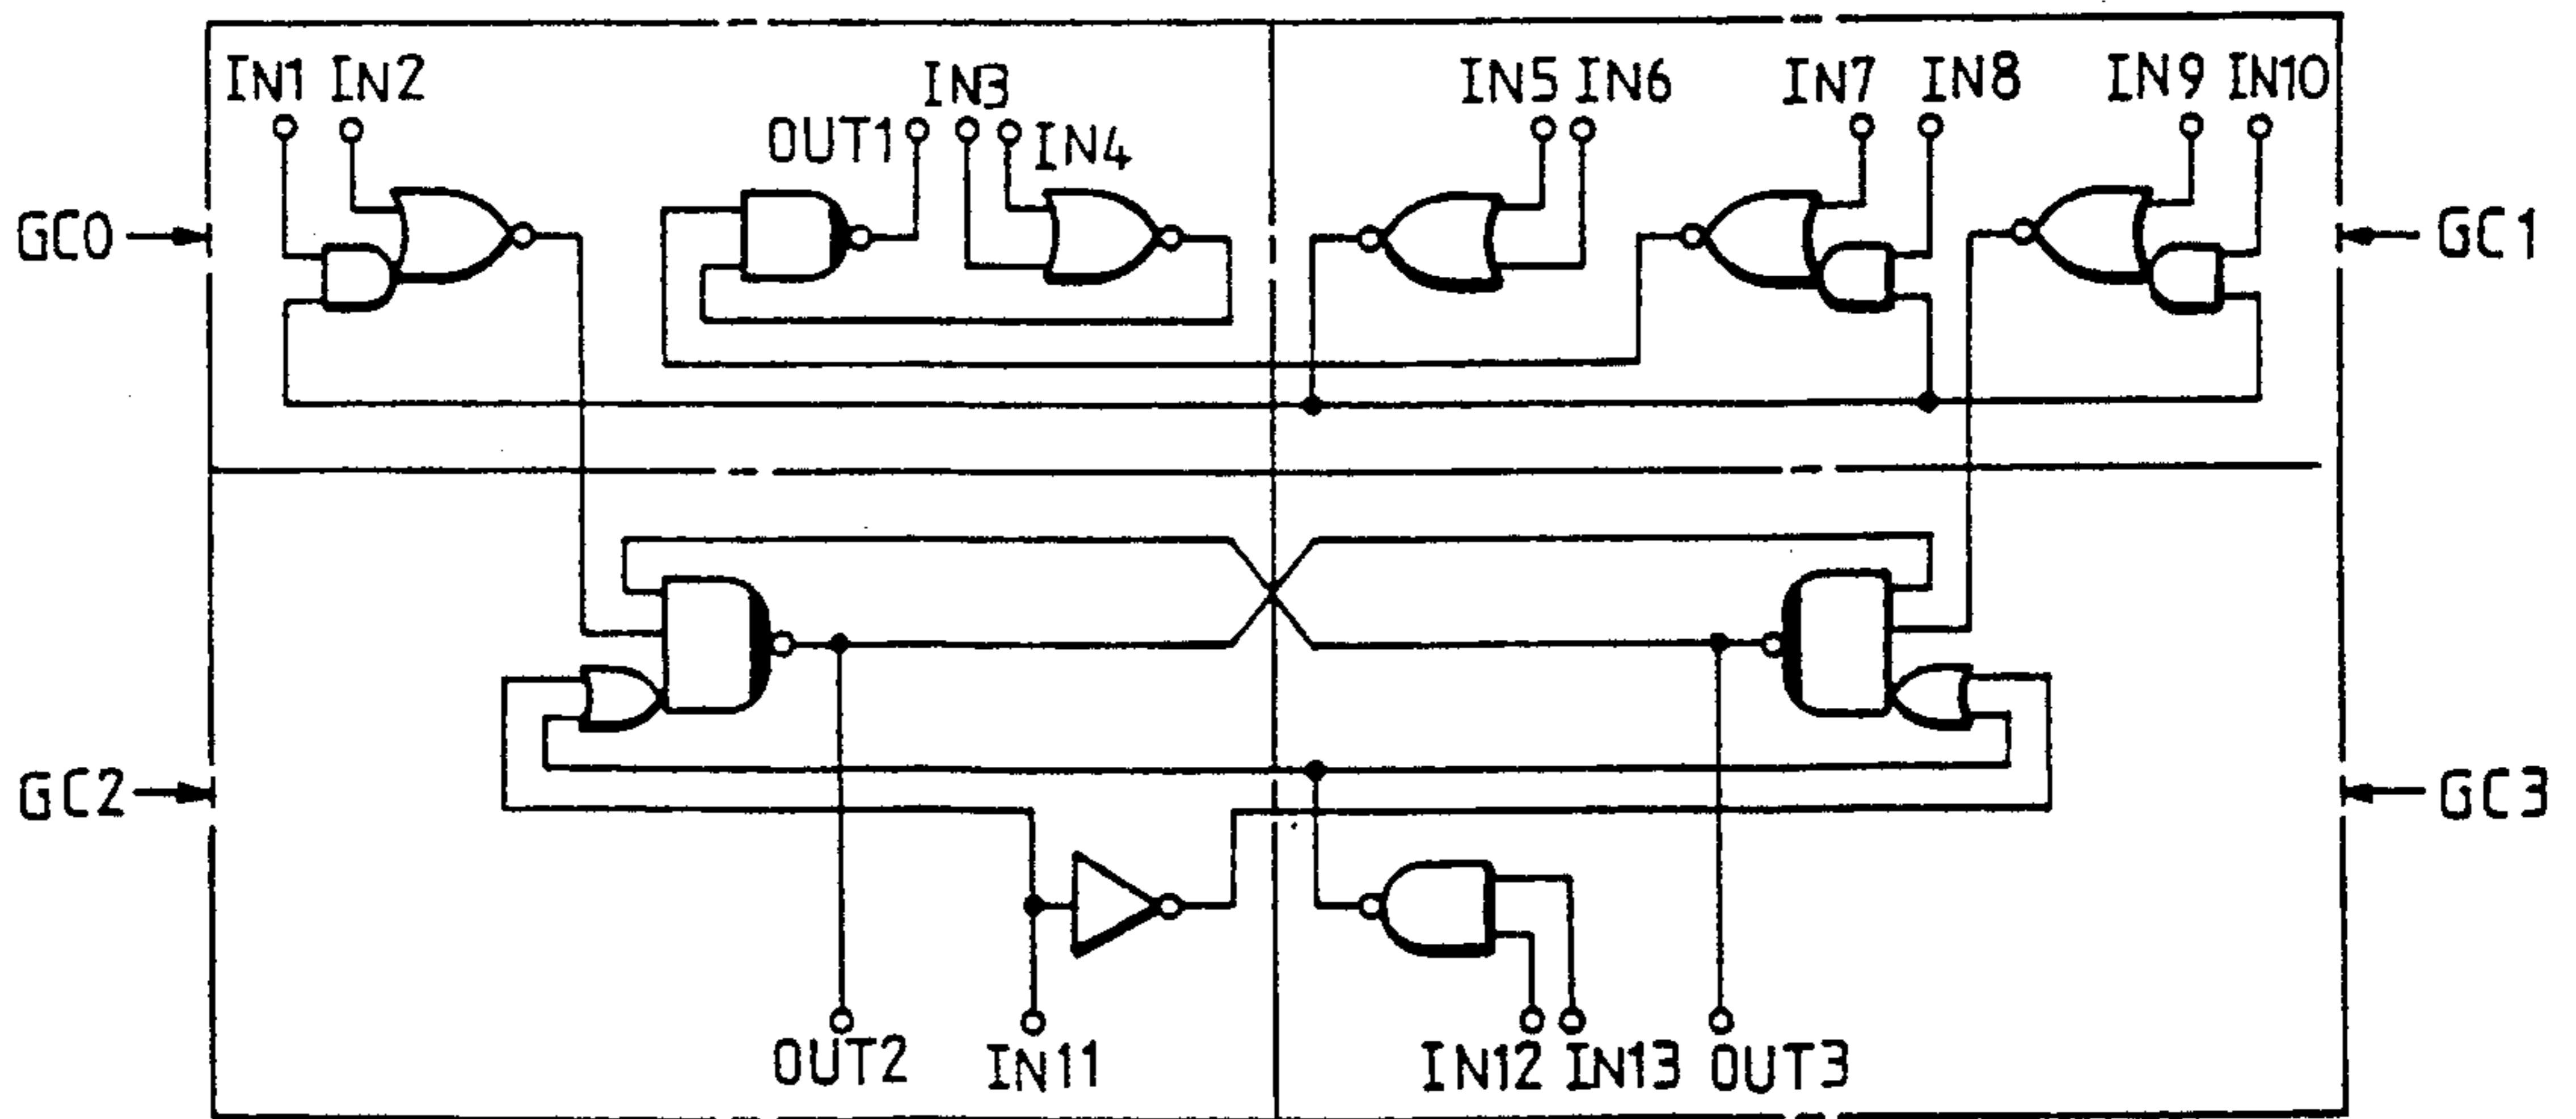 IN1 IN2
IN3
OUT1
IN4
IN5 IN6
IN7
IN8
IN9
IN10
GC0
GC1
GC2
GC3
OUT2
IN11
IN12
IN13
OUT3